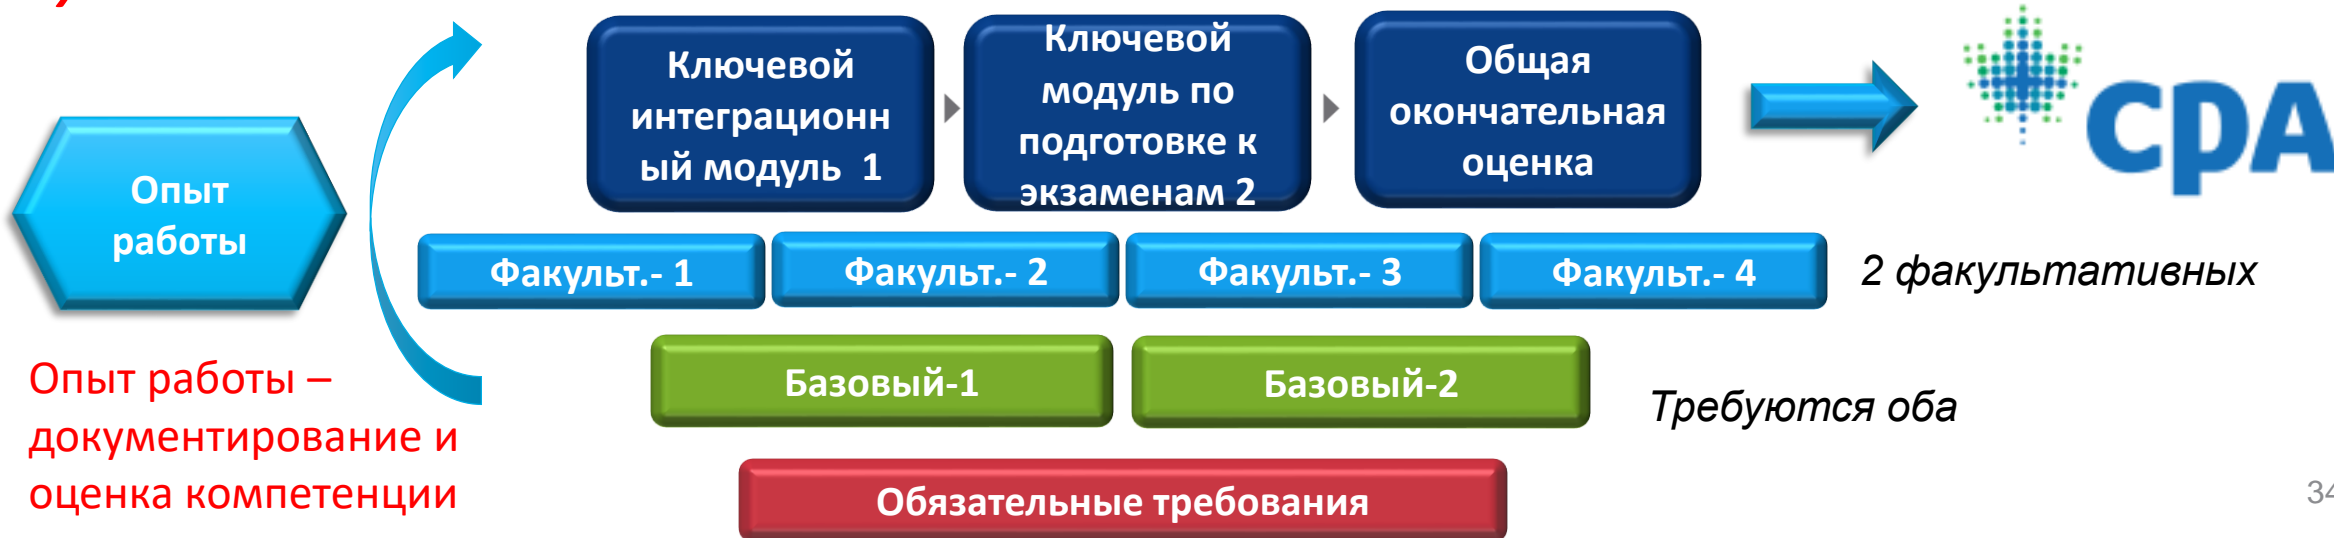 Ключевой
интеграционн
ый модуль 1
Ключевой
модуль по
подготовке к
экзаменам 2
Общая
окончательная
оценка
cpA
Опыт
работы
Факульт.- 1
Факульт.- 2
Факульт.- 3
Факульт.- 4
2 факультативных
Базовый-1
Базовый-2
Требуются оба
Опыт работы –
документирование и
оценка компетенции
Обязательные требования
34